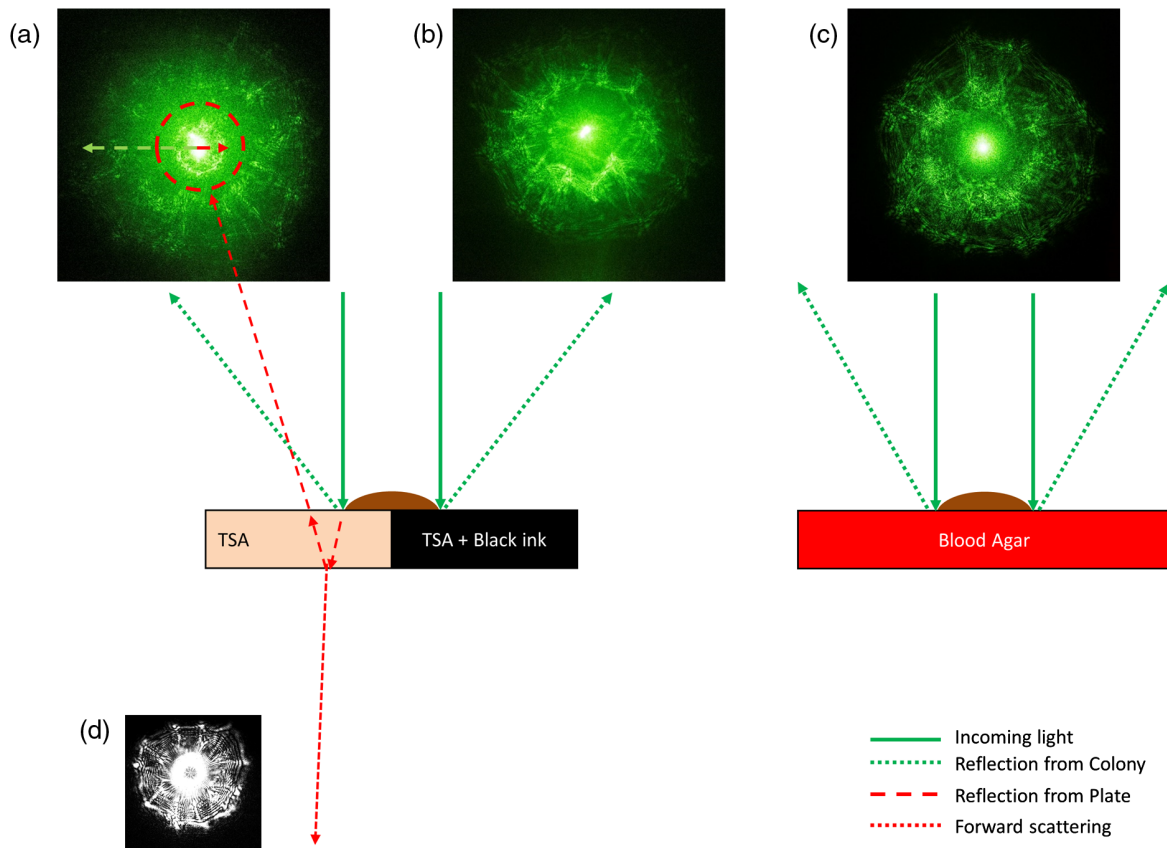 (a)
(b)
(c)
TSA
TSA + Black ink
Blood Agar
(d)
Incoming light
Reflection from Colony
Reflection from Plate
Forward scattering